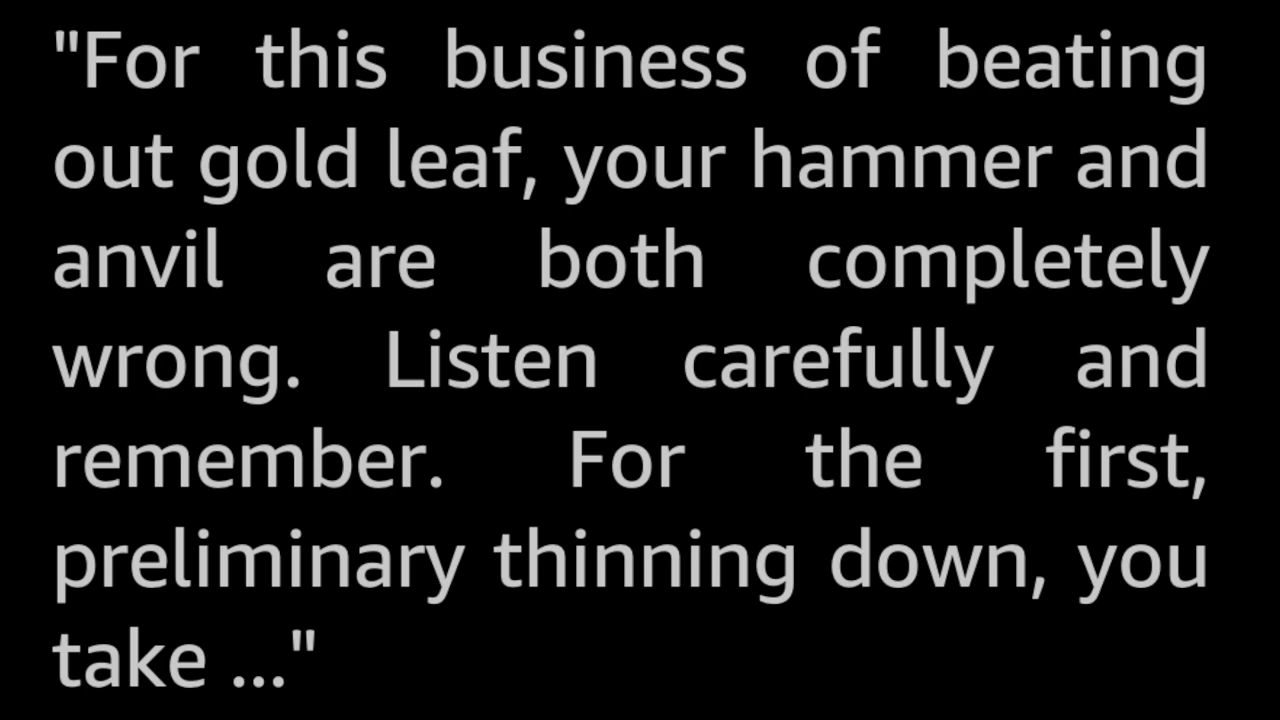 "For this business of beating
out gold leaf, your hammer and
anvil are both completely
wrong. Listen carefully and
remember. For the first,
preliminary thinning down, you
take ..."